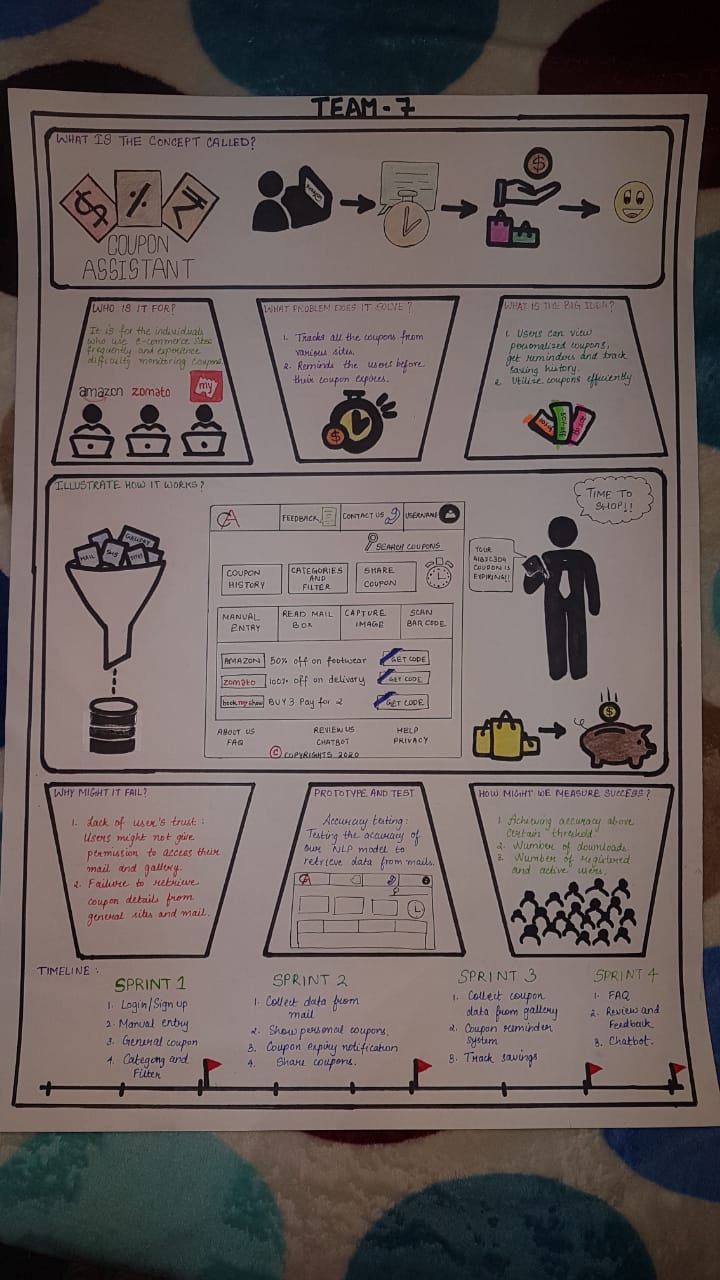 TEAM - 7
WHAT IS THE CONCEPT CALLED?
$ % ₹
COUPON
ASSISTANT
$
WHO IS IT FOR?
It is for the individuals
who use e-commerce sites
frequently and experience
difficulty monitoring coupons
amazon zomato my
WHAT PROBLEM DOES IT SOLVE?
1. Tracks all the coupons from
various sites.
2. Reminds the users before
their coupon expires.
$
WHAT IS THE BIG IDEA?
1. Users can view
personalized coupons,
get reminders and track
saving history.
2. Utilize coupons efficiently
ILLUSTRATE HOW IT WORKS?
GALLERY
MAIL SMS
CA FEEDBACK CONTACT US USERNAME
SEARCH COUPONS
COUPON
HISTORY
CATEGORIES
AND
FILTER
SHARE
COUPON
MANUAL
ENTRY
READ MAIL
BOX
CAPTURE
IMAGE
SCAN
BAR CODE
AMAZON 50% off on footwear GET CODE
zomato 100% off on delivery GET CODE
book my show BUY 3 Pay for 2 GET CODE
ABOUT US REVIEW US HELP
FAQ CHATBOT PRIVACY
© COPYRIGHTS 2020
TIME TO
SHOP!!
YOUR
A1B2C3D4
COUPON IS
EXPIRING!!
$
WHY MIGHT IT FAIL?
1. Lack of user's trust:
Users might not give
permission to access their
mail and gallery.
2. Failure to retrieve
coupon details from
general sites and mail.
PROTOTYPE AND TEST
Accuracy testing:
Testing the accuracy of
our NLP model to
retrieve data from mails.
HOW MIGHT WE MEASURE SUCCESS?
1. Achieving accuracy above
certain threshold.
2. Number of downloads.
3. Number of registered
and active users.
TIMELINE:
SPRINT 1
1. Login/Sign up
2. Manual entry
3. General coupon
4. Category and
Filter
SPRINT 2
1. Collect data from
mail
2. Show personal coupons.
3. Coupon expiry notification
4. Share coupons.
SPRINT 3
1. Collect coupon
data from gallery
2. Coupon reminder
system
3. Track savings
SPRINT 4
1. FAQ
2. Review and
Feedback
3. Chatbot.